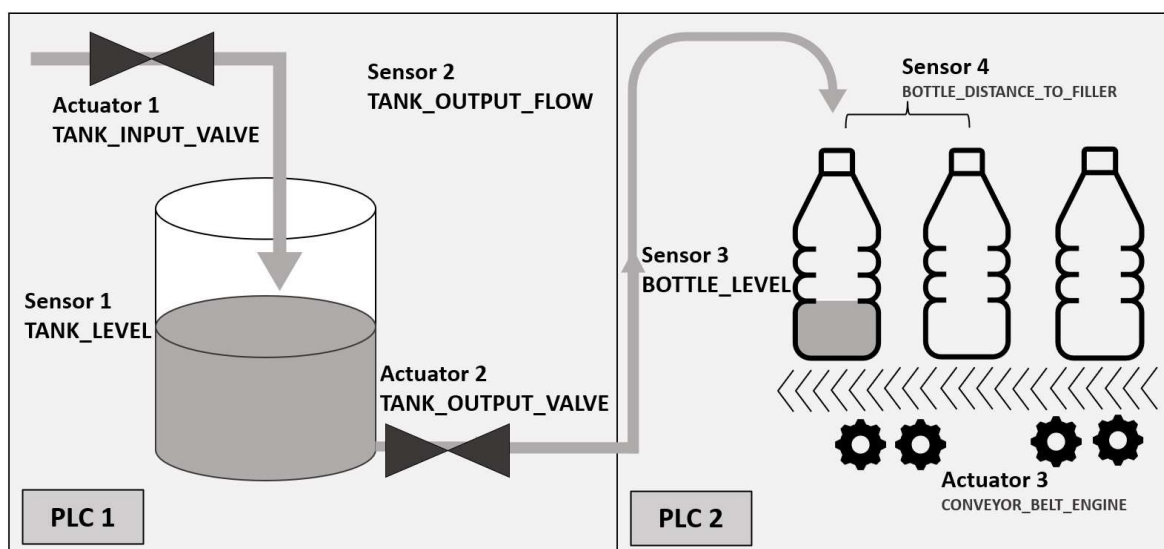 Actuator 1
TANK_INPUT_VALVE
Sensor 2
TANK_OUTPUT_FLOW
Sensor 1
TANK_LEVEL
Actuator 2
TANK_OUTPUT_VALVE
PLC 1
Sensor 4
BOTTLE_DISTANCE_TO_FILLER
Sensor 3
BOTTLE_LEVEL
Actuator 3
CONVEYOR_BELT_ENGINE
PLC 2